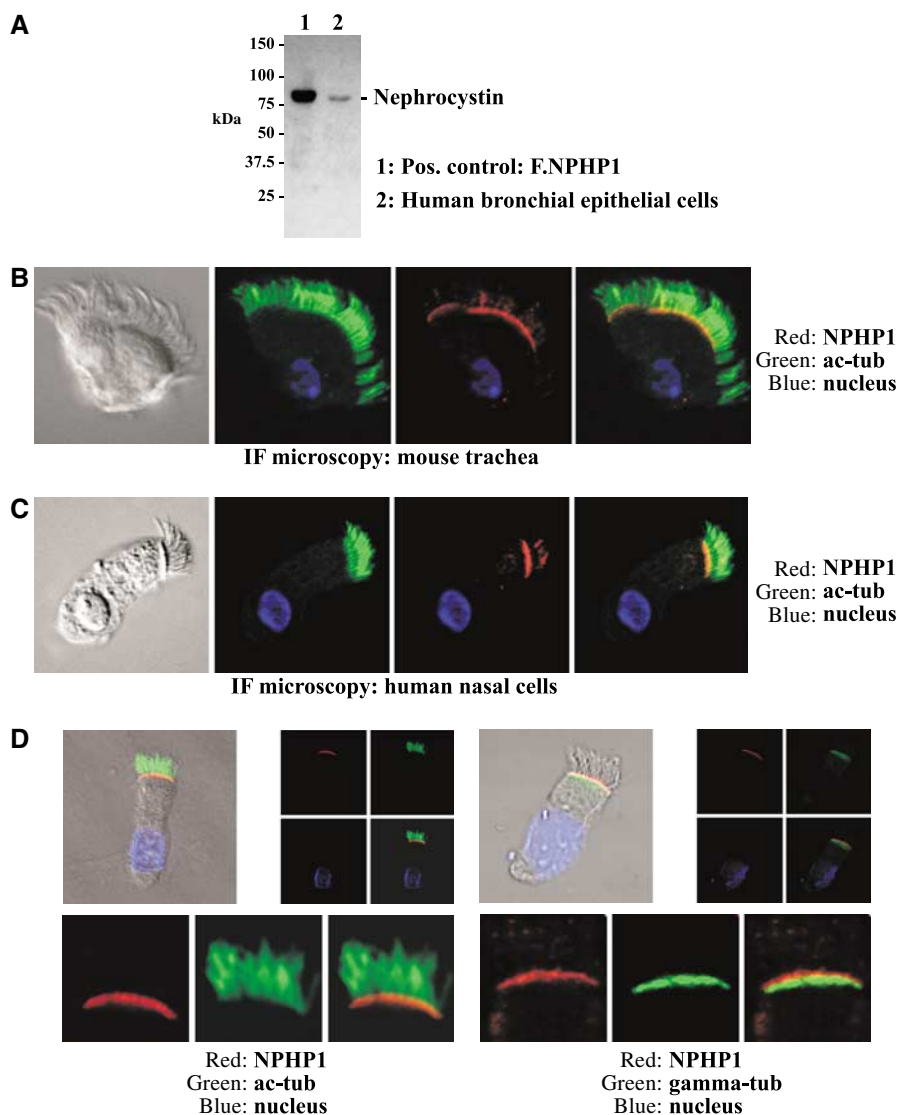 A
1 2
150
100
75
kDa
50
37.5
25
Nephrocystin
1: Pos. control: F.NPHP1
2: Human bronchial epithelial cells
B
Red: NPHP1
Green: ac-tub
Blue: nucleus
IF microscopy: mouse trachea
C
Red: NPHP1
Green: ac-tub
Blue: nucleus
IF microscopy: human nasal cells
D
Red: NPHP1
Green: ac-tub
Blue: nucleus
Red: NPHP1
Green: gamma-tub
Blue: nucleus